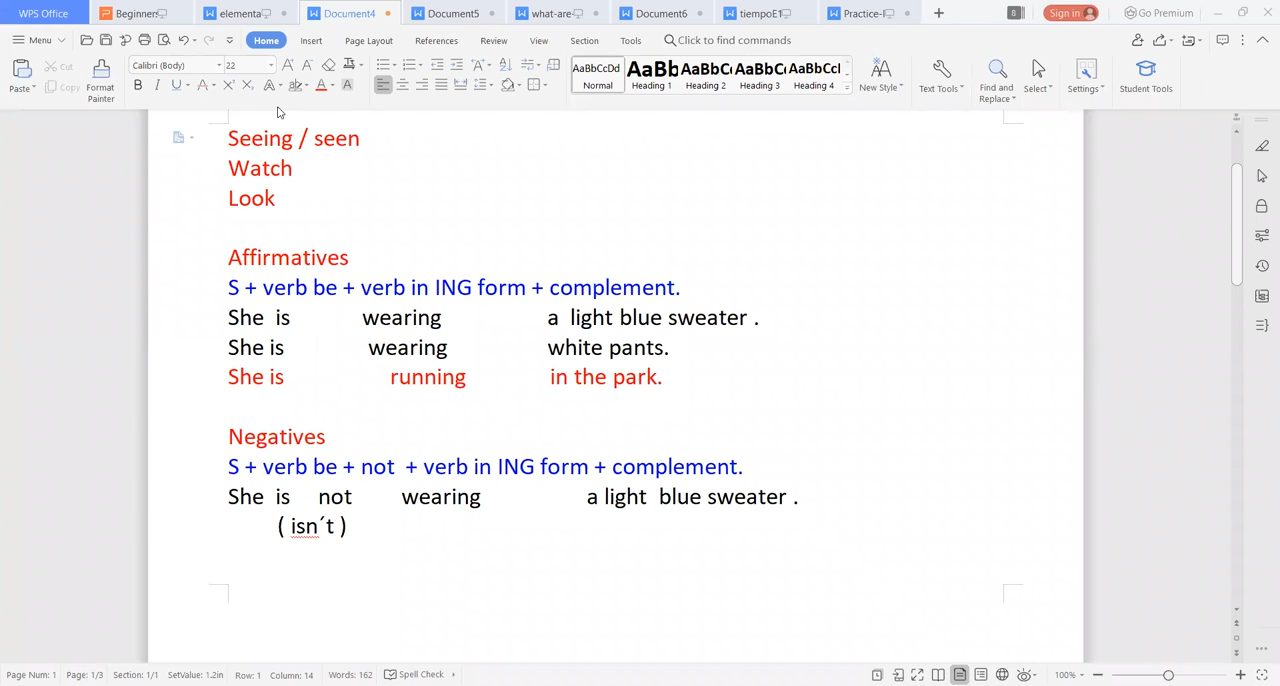 WPS Office Beginner elementa Document4 Document5 what-are- Document6 tiempoE1 Practice-I 8 Sign in Go Premium
Menu Home Insert Page Layout References Review View Section Tools Click to find commands
Paste Cut Copy Format Painter Calibri (Body) 22 AaBbCcDd Normal AaBb Heading 1 AaBbC Heading 2 AaBbCc Heading 3 AaBbCcI Heading 4 New Style Text Tools Find and Replace Select Settings Student Tools
Seeing / seen
Watch
Look
Affirmatives
S + verb be + verb in ING form + complement.
She is wearing a light blue sweater .
She is wearing white pants.
She is running in the park.
Negatives
S + verb be + not + verb in ING form + complement.
She is not wearing a light blue sweater .
( isn´t )
Page Num: 1 Page: 1/3 Section: 1/1 SetValue: 1.2in Row: 1 Column: 14 Words: 162 Spell Check 100%